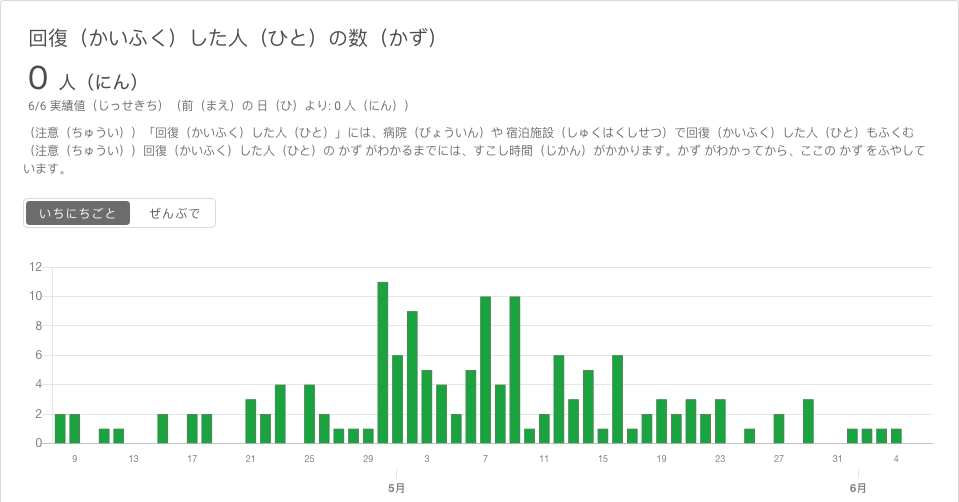 回復（かいふく）した人（ひと）の数（かず）
0 人（にん）
6/6 実績値（じっせきち）（前（まえ）の 日（ひ）より: 0 人（にん））
（注意（ちゅうい））「回復（かいふく）した人（ひと）」には、病院（びょういん）や 宿泊施設（しゅくはくしせつ）で回復（かいふく）した人（ひと）もふくむ
（注意（ちゅうい））回復（かいふく）した人（ひと）の かず がわかるまでには、すこし時間（じかん）がかかります。かず がわかってから、ここの かず をふやして
います。
いちにちごと ぜんぶで
12
10
8
6
4
2
0
9 13 17 21 25 29 3 7 11 15 19 23 27 31 4
5月 6月